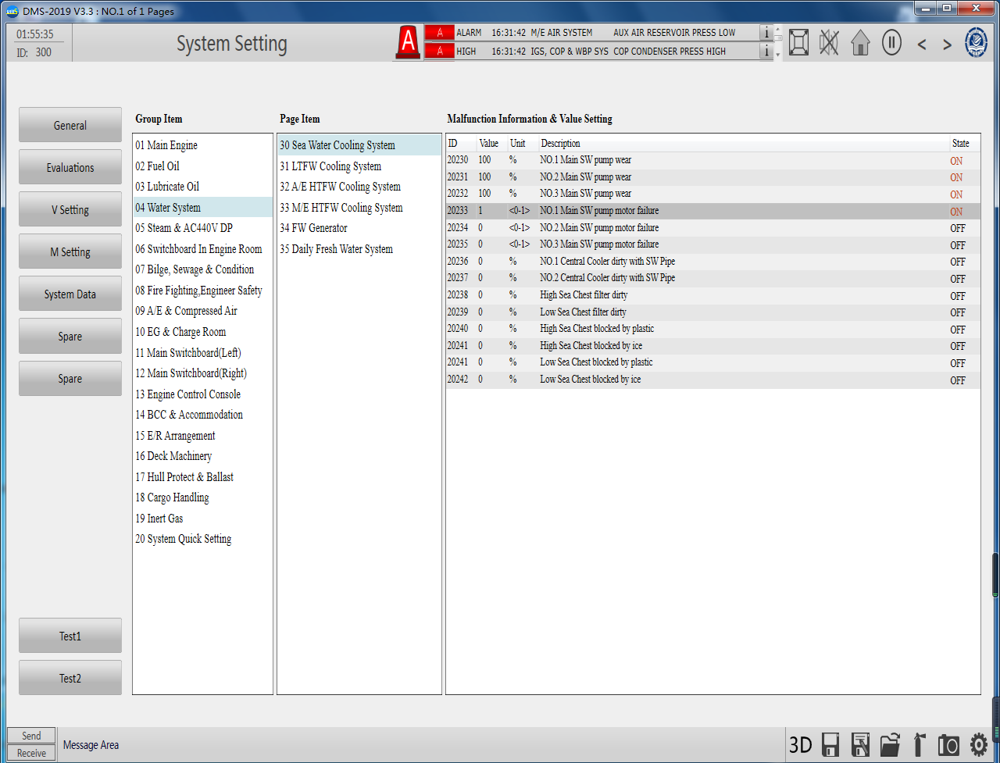 DMS-2019 V3.3 : NO.1 of 1 Pages
01:55:35
ID: 300
System Setting
A
A ALARM 16:31:42 M/E AIR SYSTEM AUX AIR RESERVOIR PRESS LOW i
A HIGH 16:31:42 IGS, COP & WBP SYS COP CONDENSER PRESS HIGH i
General
Evaluations
V Setting
M Setting
System Data
Spare
Spare
Test1
Test2
Group Item
01 Main Engine
02 Fuel Oil
03 Lubricate Oil
04 Water System
05 Steam & AC440V DP
06 Switchboard In Engine Room
07 Bilge, Sewage & Condition
08 Fire Fighting,Engineer Safety
09 A/E & Compressed Air
10 EG & Charge Room
11 Main Switchboard(Left)
12 Main Switchboard(Right)
13 Engine Control Console
14 BCC & Accommodation
15 E/R Arrangement
16 Deck Machinery
17 Hull Protect & Ballast
18 Cargo Handling
19 Inert Gas
20 System Quick Setting
Page Item
30 Sea Water Cooling System
31 LTFW Cooling System
32 A/E HTFW Cooling System
33 M/E HTFW Cooling System
34 FW Generator
35 Daily Fresh Water System
Malfunction Information & Value Setting
ID Value Unit Description State
20230 100 % NO.1 Main SW pump wear ON
20231 100 % NO.2 Main SW pump wear ON
20232 100 % NO.3 Main SW pump wear ON
20233 1 <0-1> NO.1 Main SW pump motor failure ON
20234 0 <0-1> NO.2 Main SW pump motor failure OFF
20235 0 <0-1> NO.3 Main SW pump motor failure OFF
20236 0 % NO.1 Central Cooler dirty with SW Pipe OFF
20237 0 % NO.2 Central Cooler dirty with SW Pipe OFF
20238 0 % High Sea Chest filter dirty OFF
20239 0 % Low Sea Chest filter dirty OFF
20240 0 % High Sea Chest blocked by plastic OFF
20241 0 % High Sea Chest blocked by ice OFF
20241 0 % Low Sea Chest blocked by plastic OFF
20242 0 % Low Sea Chest blocked by ice OFF
Send
Receive
Message Area
3D